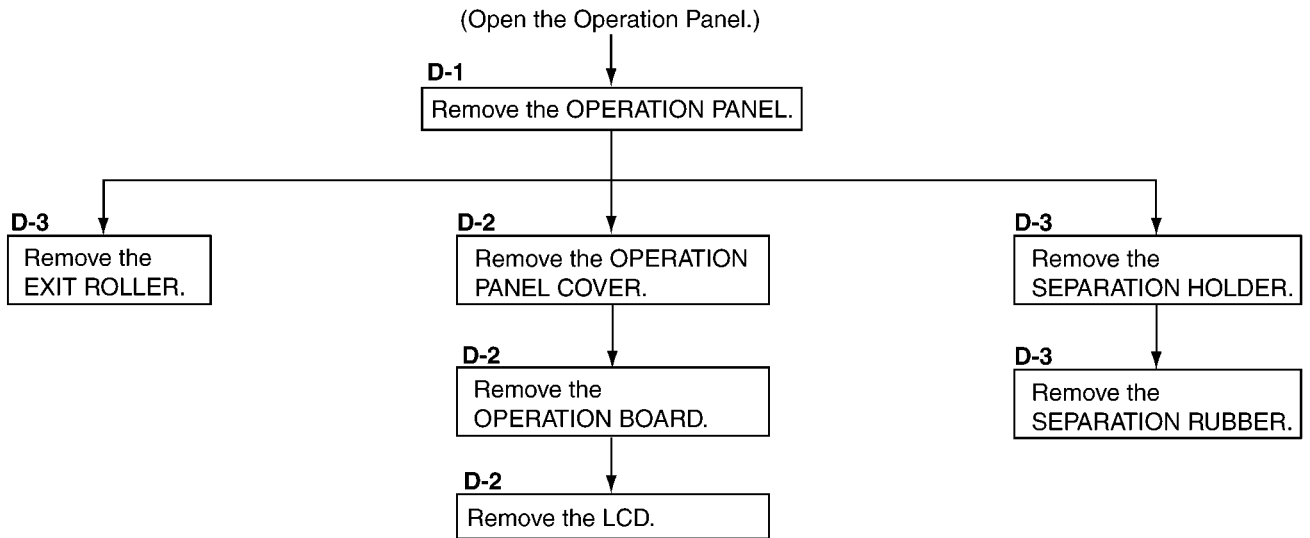 (Open the Operation Panel.)
D-1
Remove the OPERATION PANEL.
D-3
Remove the
EXIT ROLLER.
D-2
Remove the OPERATION
PANEL COVER.
D-2
Remove the
OPERATION BOARD.
D-2
Remove the LCD.
D-3
Remove the
SEPARATION HOLDER.
D-3
Remove the
SEPARATION RUBBER.